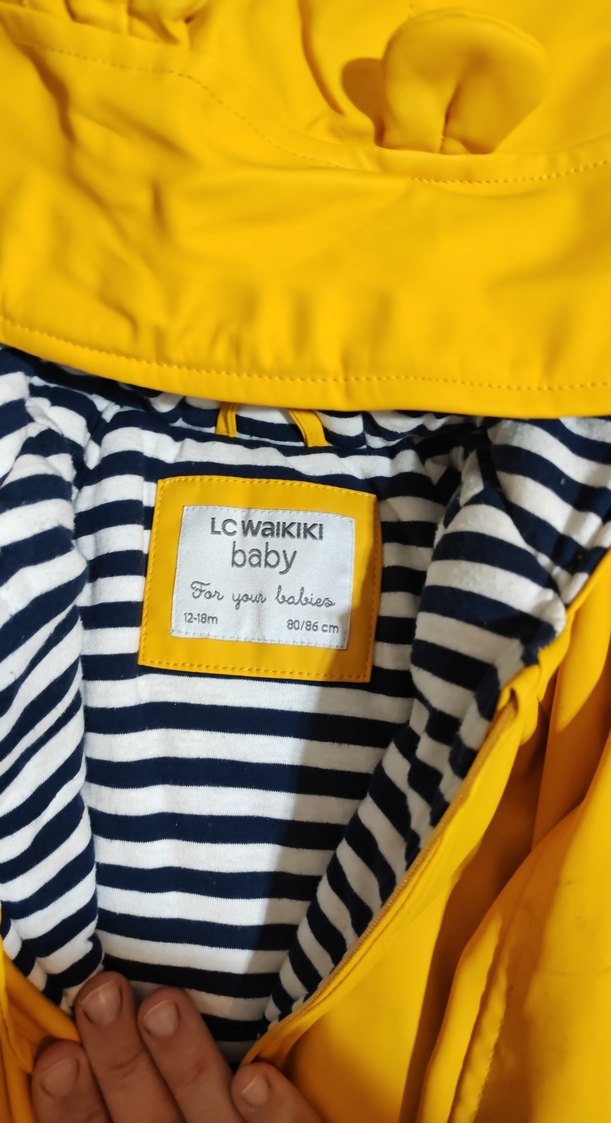 LC WAIKIKI
baby
For your babies
12-18m 80/86 cm